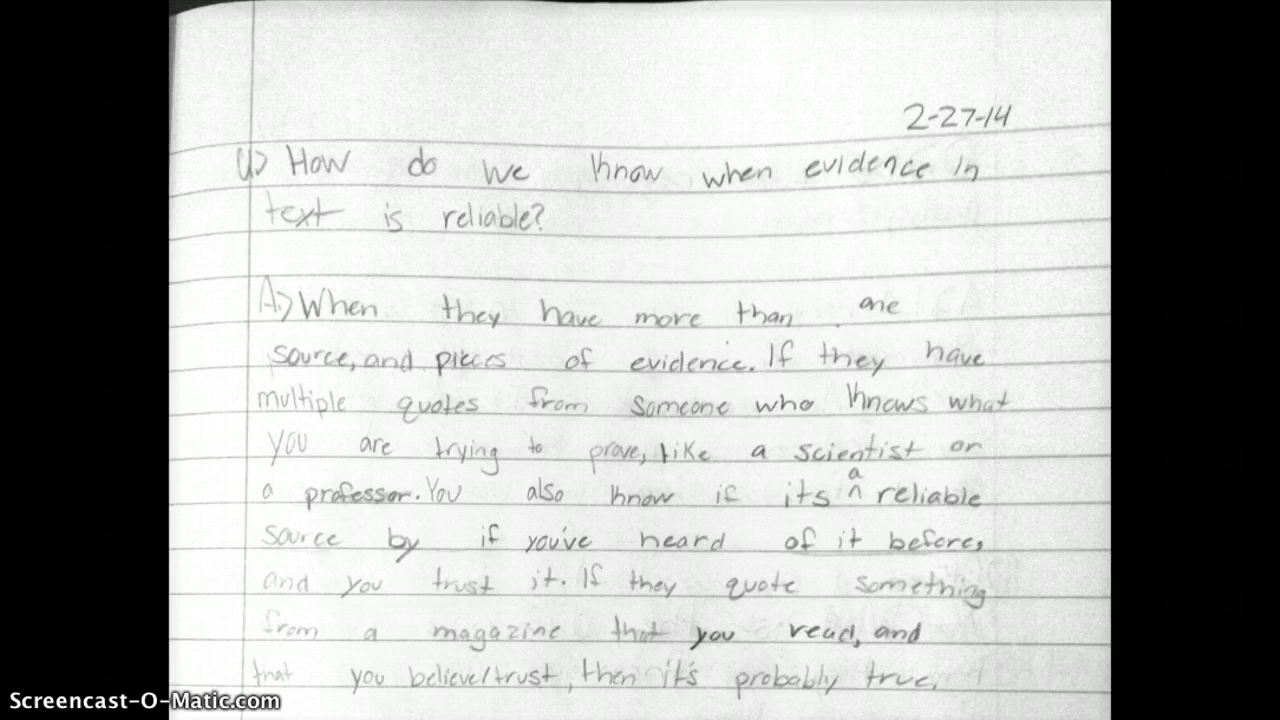 2-27-14
Q> How do we know when evidence in
text is reliable?
A.> When they have more than one
source, and pieces of evidence. If they have
multiple quotes from someone who knows what
you are trying to prove, like a scientist or
a professor. You also know if its ^a reliable
source by if you've heard of it before,
and you trust it. If they quote something
from a magazine that you read, and
that you believe/trust, then it's probably true.
Screencast-O-Matic.com